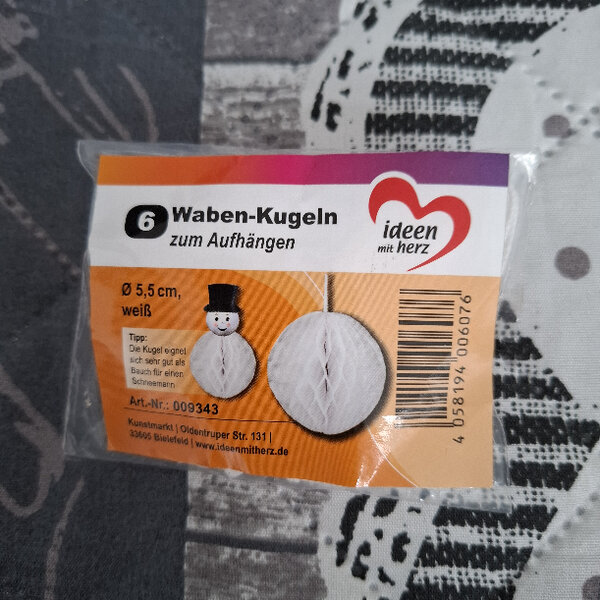 6 Waben-Kugeln
zum Aufhängen
ideen
mit herz
Ø 5,5 cm,
weiß
Tipp:
Die Kugel eignet
sich sehr gut als
Bauch für einen
Schneemann
Art.-Nr.: 009343
Kunstmarkt | Oldentruper Str. 131 |
33605 Bielefeld | www.ideenmitherz.de
4 058194 006076